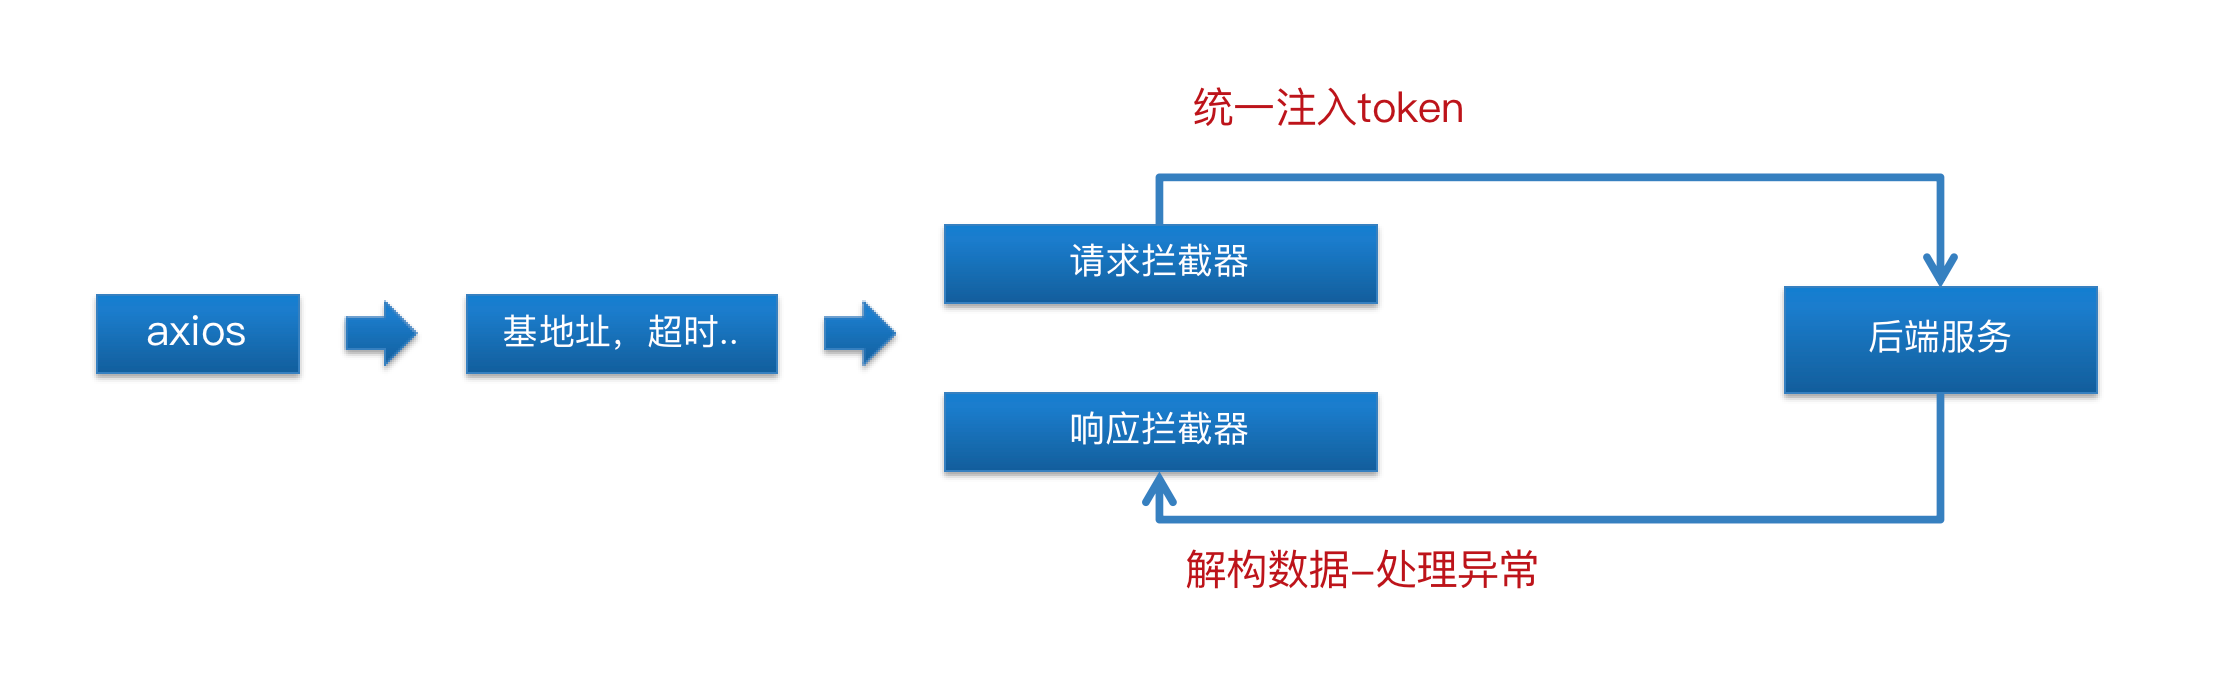 统一注入token
请求拦截器
axios
基地址，超时..
后端服务
响应拦截器
解构数据–处理异常